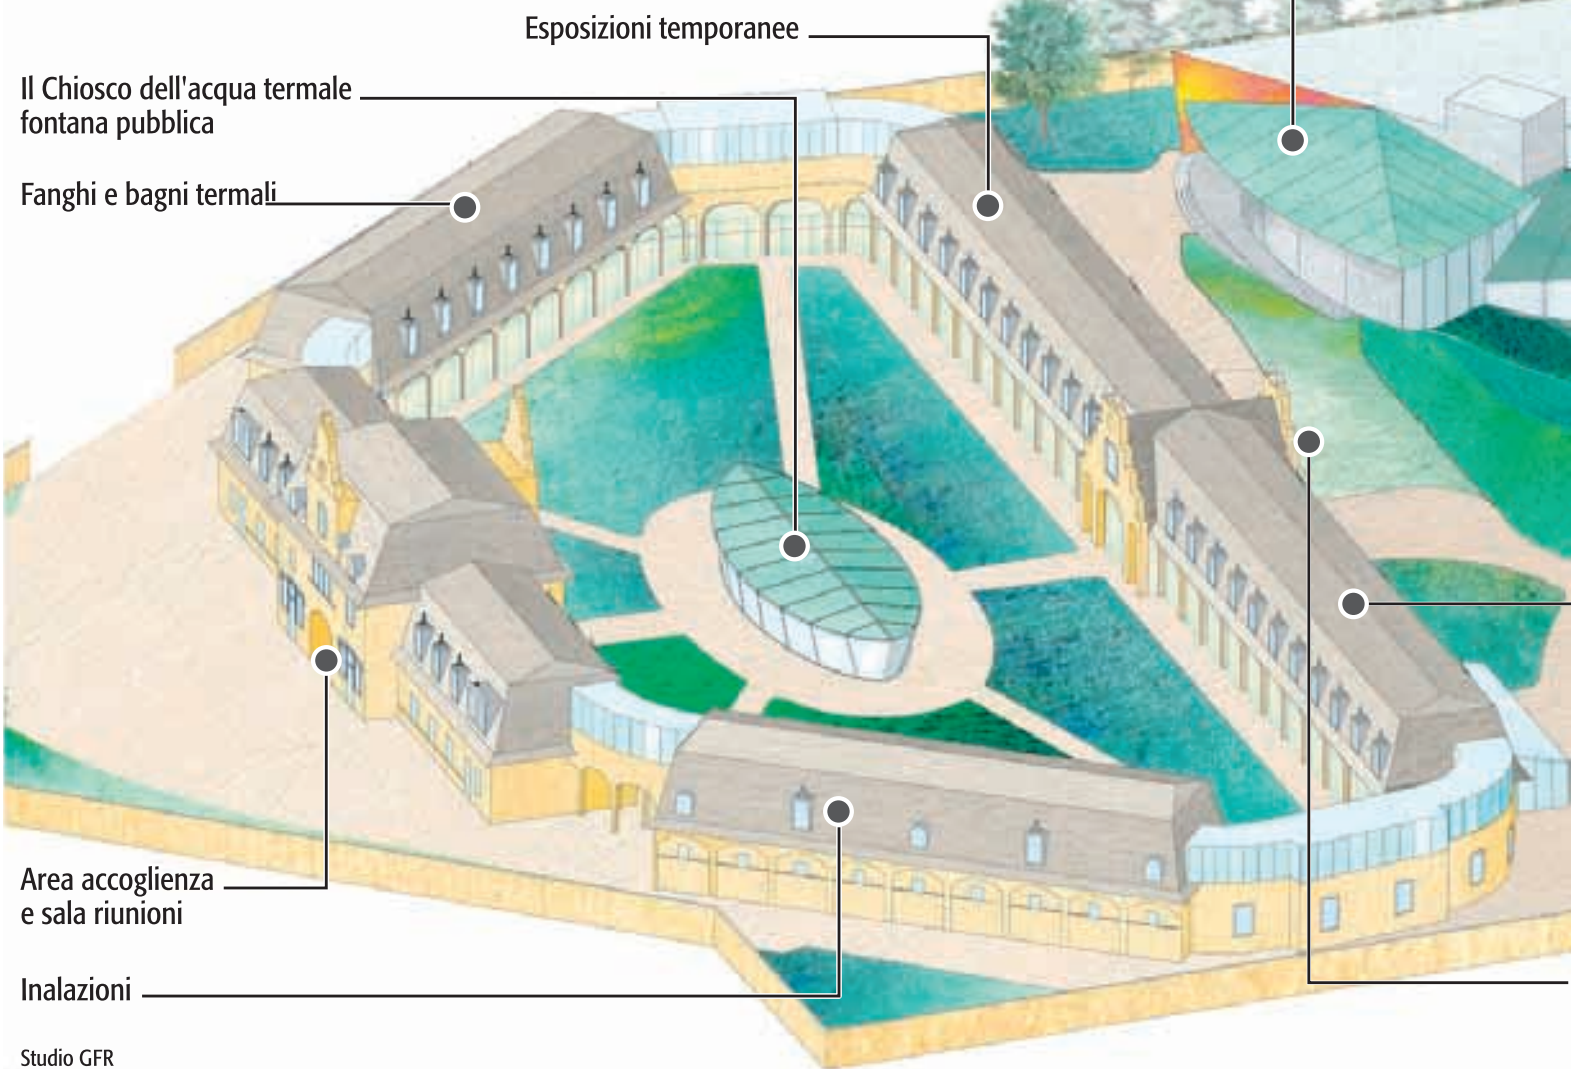 Esposizioni temporanee
Il Chiosco dell'acqua termale
fontana pubblica
Fanghi e bagni termali
Area accoglienza
e sala riunioni
Inalazioni
Studio GFR